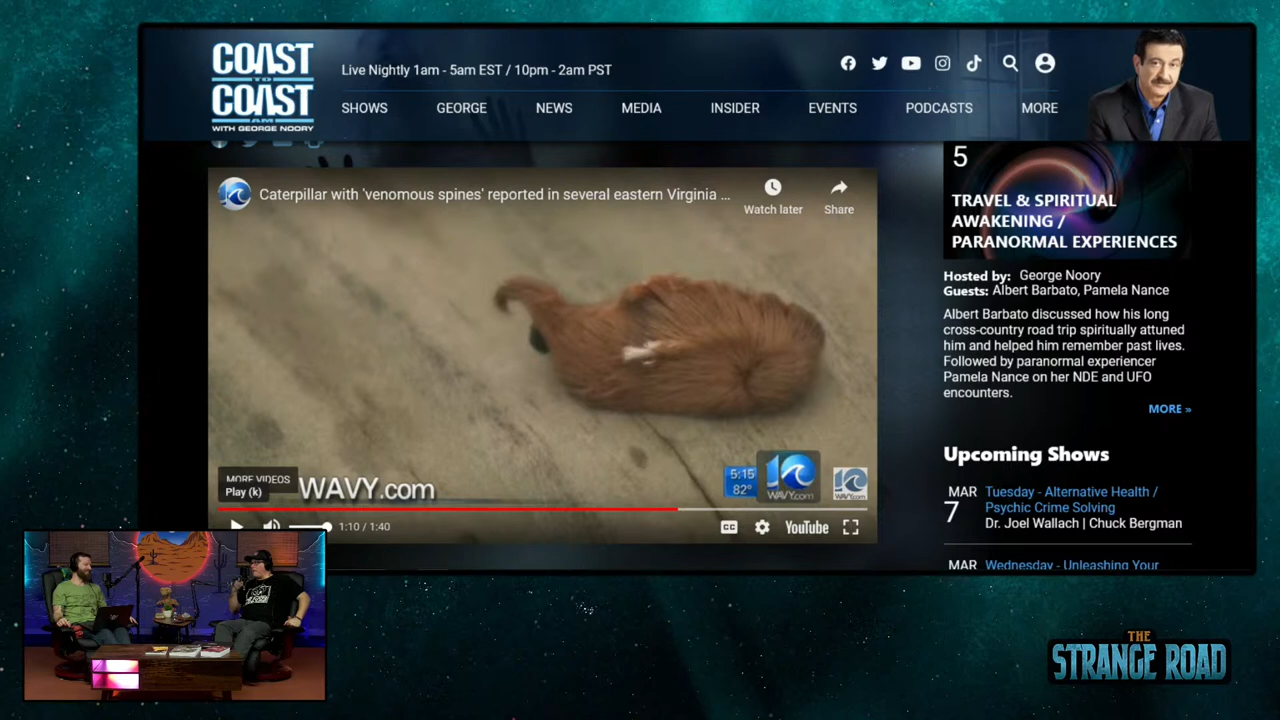 COAST
TO
COAST
AM
WITH GEORGE NOORY
Live Nightly 1am - 5am EST / 10pm - 2am PST
SHOWS
GEORGE
NEWS
MEDIA
INSIDER
EVENTS
PODCASTS
MORE
Caterpillar with 'venomous spines' reported in several eastern Virginia ...
Watch later
Share
MORE VIDEOS
Play (k)
WAVY.com
5:15
82°
10
WAVY.com
WAVY.com
1:10 / 1:40
CC
YouTube
5
TRAVEL & SPIRITUAL
AWAKENING /
PARANORMAL EXPERIENCES
Hosted by: George Noory
Guests: Albert Barbato, Pamela Nance
Albert Barbato discussed how his long
cross-country road trip spiritually attuned
him and helped him remember past lives.
Followed by paranormal experiencer
Pamela Nance on her NDE and UFO
encounters.
MORE »
Upcoming Shows
MAR
7
Tuesday - Alternative Health /
Psychic Crime Solving
Dr. Joel Wallach | Chuck Bergman
MAR
Wednesday - Unleashing Your
THE
STRANGE ROAD